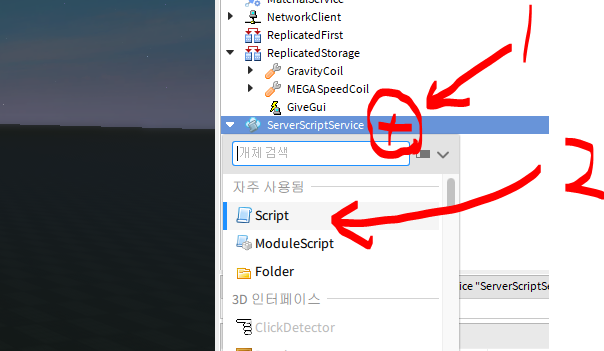 NetworkClient
ReplicatedFirst
ReplicatedStorage
GravityCoil
MEGASpeedCoil
GiveGui
ServerScriptService
+
1
개체 검색
자주 사용됨
2
Script
ModuleScript
Folder
ice "ServerScriptSe
3D 인터페이스
ClickDetector